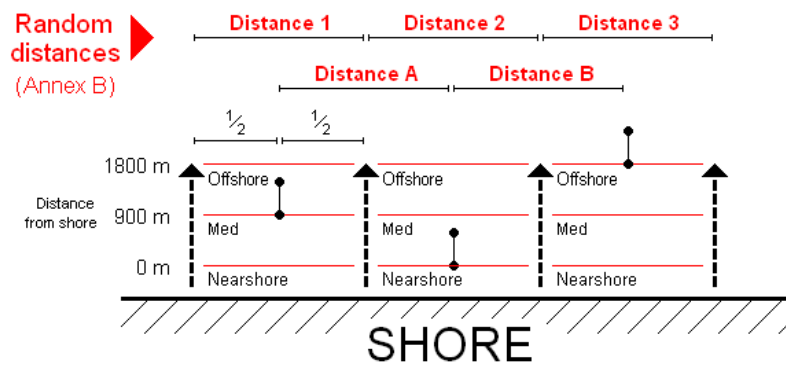 Random
distances
(Annex B)
Distance 1
Distance 2
Distance 3
Distance A
Distance B
1/2
1/2
Distance
from shore
1800 m
900 m
0 m
Offshore
Offshore
Offshore
Med
Med
Med
Nearshore
Nearshore
Nearshore
SHORE